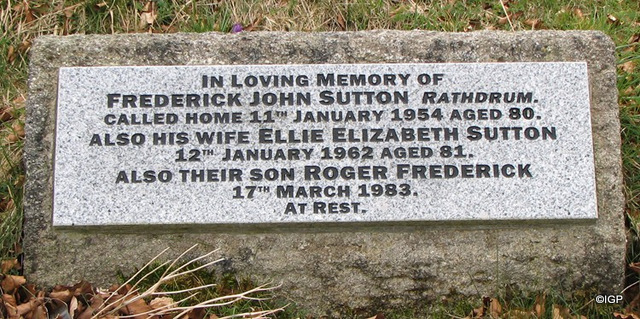 IN LOVING MEMORY OF
FREDERICK JOHN SUTTON RATHDRUM.
CALLED HOME 11TH JANUARY 1954 AGED 80.
ALSO HIS WIFE ELLIE ELIZABETH SUTTON
12TH JANUARY 1962 AGED 81.
ALSO THEIR SON ROGER FREDERICK
17TH MARCH 1983.
AT REST.
©IGP